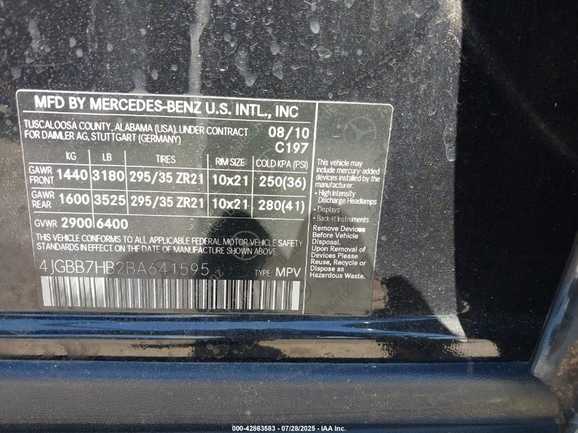 MFD BY MERCEDES-BENZ U.S. INTL., INC
TUSCALOOSA COUNTY, ALABAMA (USA), UNDER CONTRACT 08/10
FOR DAIMLER AG, STUTTGART (GERMANY) C197
KG LB TIRES RIM SIZE COLD KPA (PSI)
GAWR FRONT 1440 3180 295/35 ZR21 10x21 250(36)
GAWR REAR 1600 3525 295/35 ZR21 10x21 280(41)
GVWR 2900 6400
THIS VEHICLE CONFORMS TO ALL APPLICABLE FEDERAL MOTOR VEHICLE SAFETY
STANDARDS IN EFFECT ON THE DATE OF MANUFACTURE SHOWN ABOVE.
4JGBB7HB2BA641595 TYPE MPV
This vehicle may
include mercury added
devices installed by the
manufacturer:
• High Intensity
Discharge Headlamps
• Displays
• Back-lit Instruments
Remove Devices
Before Vehicle Disposal.
Upon Removal of
Devices Please Reuse,
Recycle or Dispose as
Hazardous Waste.
000-42863583 | 07/28/2025 | IAA Inc.